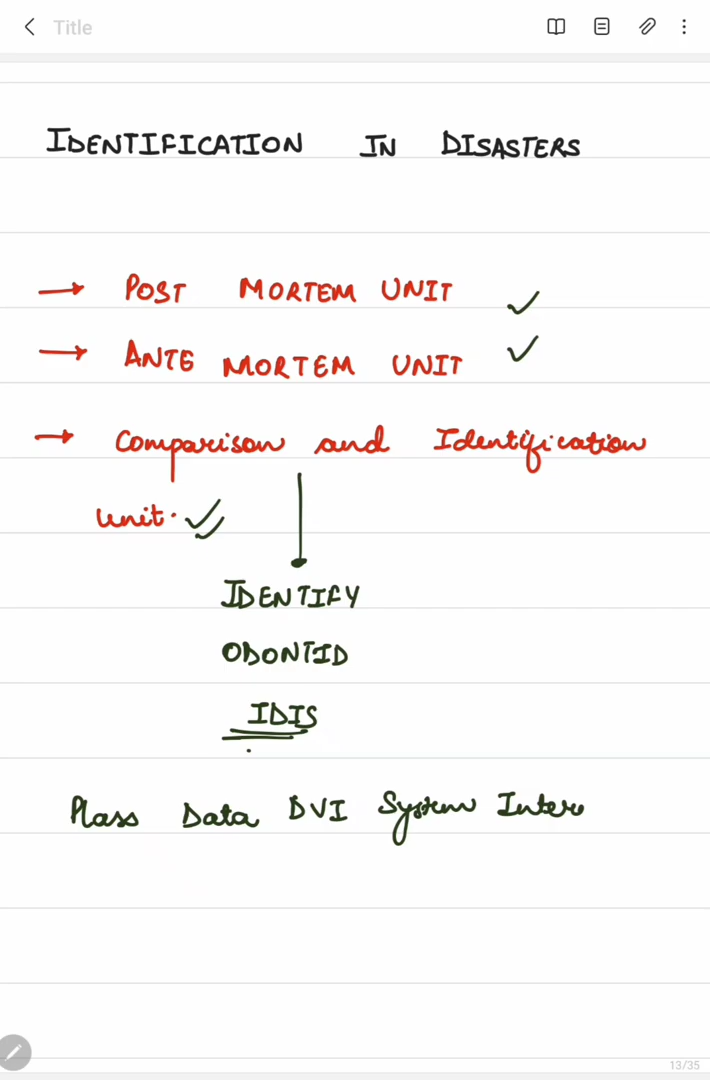 Title
IDENTIFICATION IN DISASTERS
→ POST MORTEM UNIT ✓
→ ANTE MORTEM UNIT ✓
→ Comparison and Identification
Unit. ✓
IDENTIFY
ODONTID
IDIS
Plass Data DVI System Inter
13/35